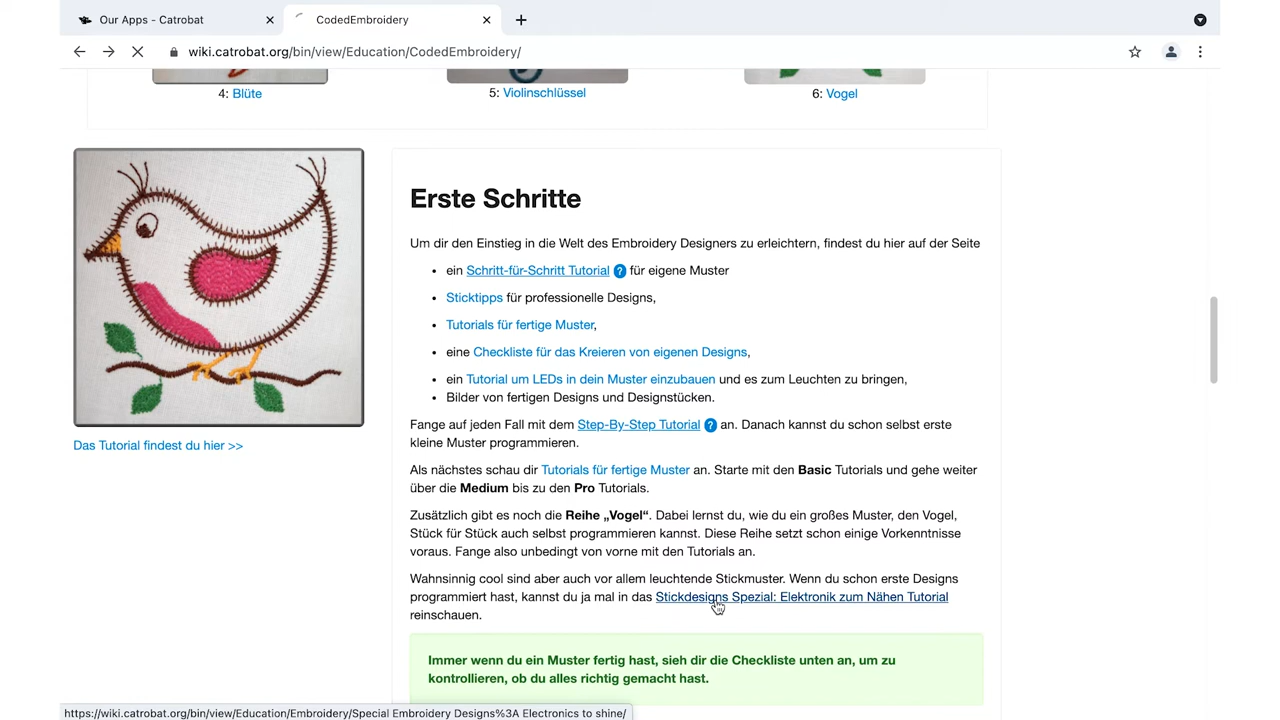 Our Apps - Catrobat
CodedEmbroidery
wiki.catrobat.org/bin/view/Education/CodedEmbroidery/
4: Blüte
5: Violinschlüssel
6: Vogel
Das Tutorial findest du hier >>
Erste Schritte
Um dir den Einstieg in die Welt des Embroidery Designers zu erleichtern, findest du hier auf der Seite
• ein Schritt-für-Schritt Tutorial ? für eigene Muster
• Sticktipps für professionelle Designs,
• Tutorials für fertige Muster,
• eine Checkliste für das Kreieren von eigenen Designs,
• ein Tutorial um LEDs in dein Muster einzubauen und es zum Leuchten zu bringen,
• Bilder von fertigen Designs und Designstücken.
Fange auf jeden Fall mit dem Step-By-Step Tutorial ? an. Danach kannst du schon selbst erste
kleine Muster programmieren.
Als nächstes schau dir Tutorials für fertige Muster an. Starte mit den Basic Tutorials und gehe weiter
über die Medium bis zu den Pro Tutorials.
Zusätzlich gibt es noch die Reihe „Vogel“. Dabei lernst du, wie du ein großes Muster, den Vogel,
Stück für Stück auch selbst programmieren kannst. Diese Reihe setzt schon einige Vorkenntnisse
voraus. Fange also unbedingt von vorne mit den Tutorials an.
Wahnsinnig cool sind aber auch vor allem leuchtende Stickmuster. Wenn du schon erste Designs
programmiert hast, kannst du ja mal in das Stickdesigns Spezial: Elektronik zum Nähen Tutorial
reinschauen.
Immer wenn du ein Muster fertig hast, sieh dir die Checkliste unten an, um zu
kontrollieren, ob du alles richtig gemacht hast.
https://wiki.catrobat.org/bin/view/Education/Embroidery/Special Embroidery Designs%3A Electronics to shine/